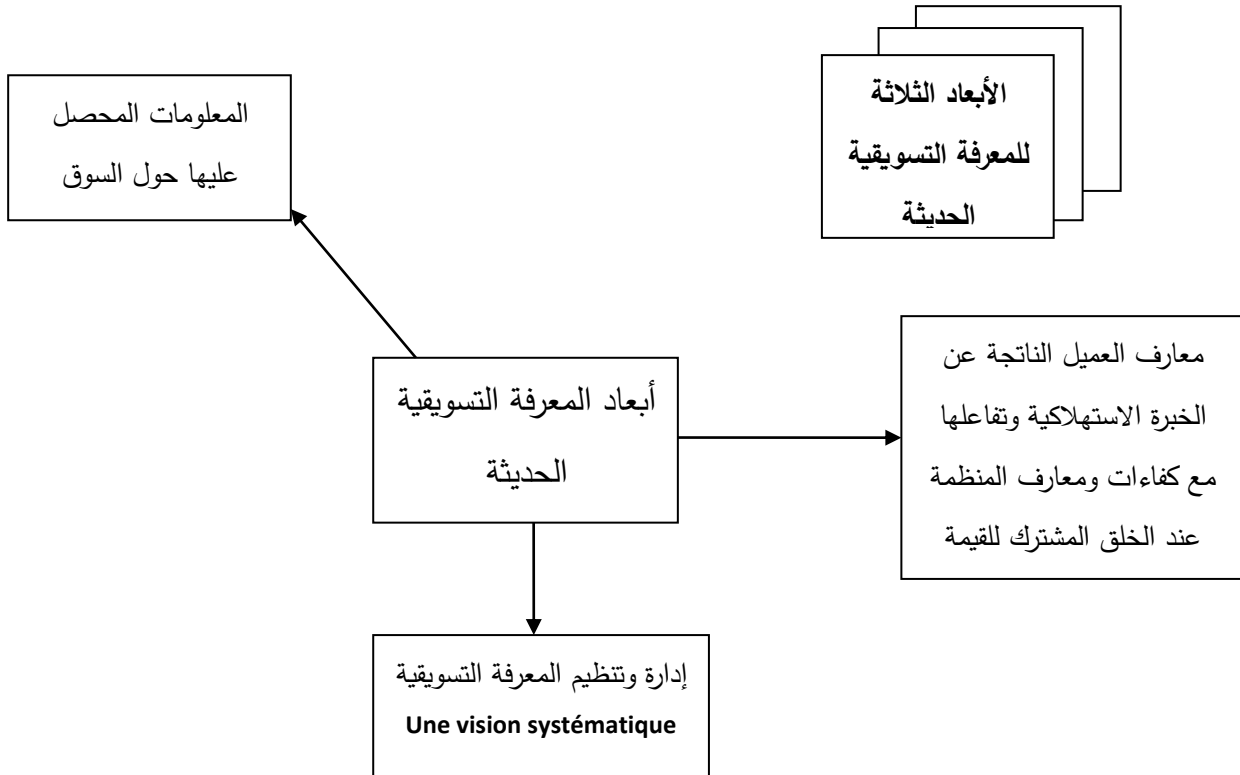 الأبعاد الثلاثة
للمعرفة التسويقية
الحديثة
المعلومات المحصل
عليها حول السوق
معارف العميل الناتجة عن
الخبرة الاستهلاكية وتفاعلها
مع كفاءات ومعارف المنظمة
عند الخلق المشترك للقيمة
أبعاد المعرفة التسويقية
الحديثة
إدارة وتنظيم المعرفة التسويقية
Une vision systématique